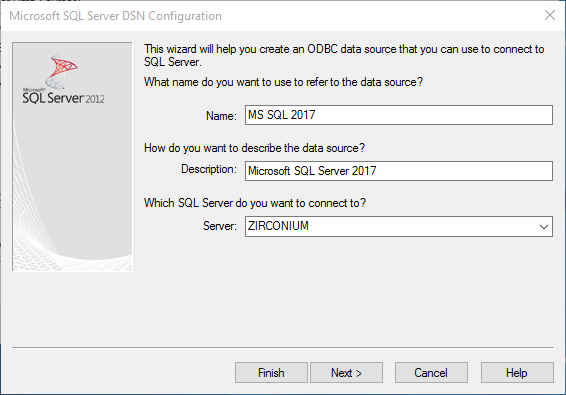 Microsoft SQL Server DSN Configuration
This wizard will help you create an ODBC data source that you can use to connect to
SQL Server.
What name do you want to use to refer to the data source?
Microsoft
SQL Server 2012
Name: MS SQL 2017
How do you want to describe the data source?
Description: Microsoft SQL Server 2017
Which SQL Server do you want to connect to?
Server: ZIRCONIUM
Finish Next > Cancel Help